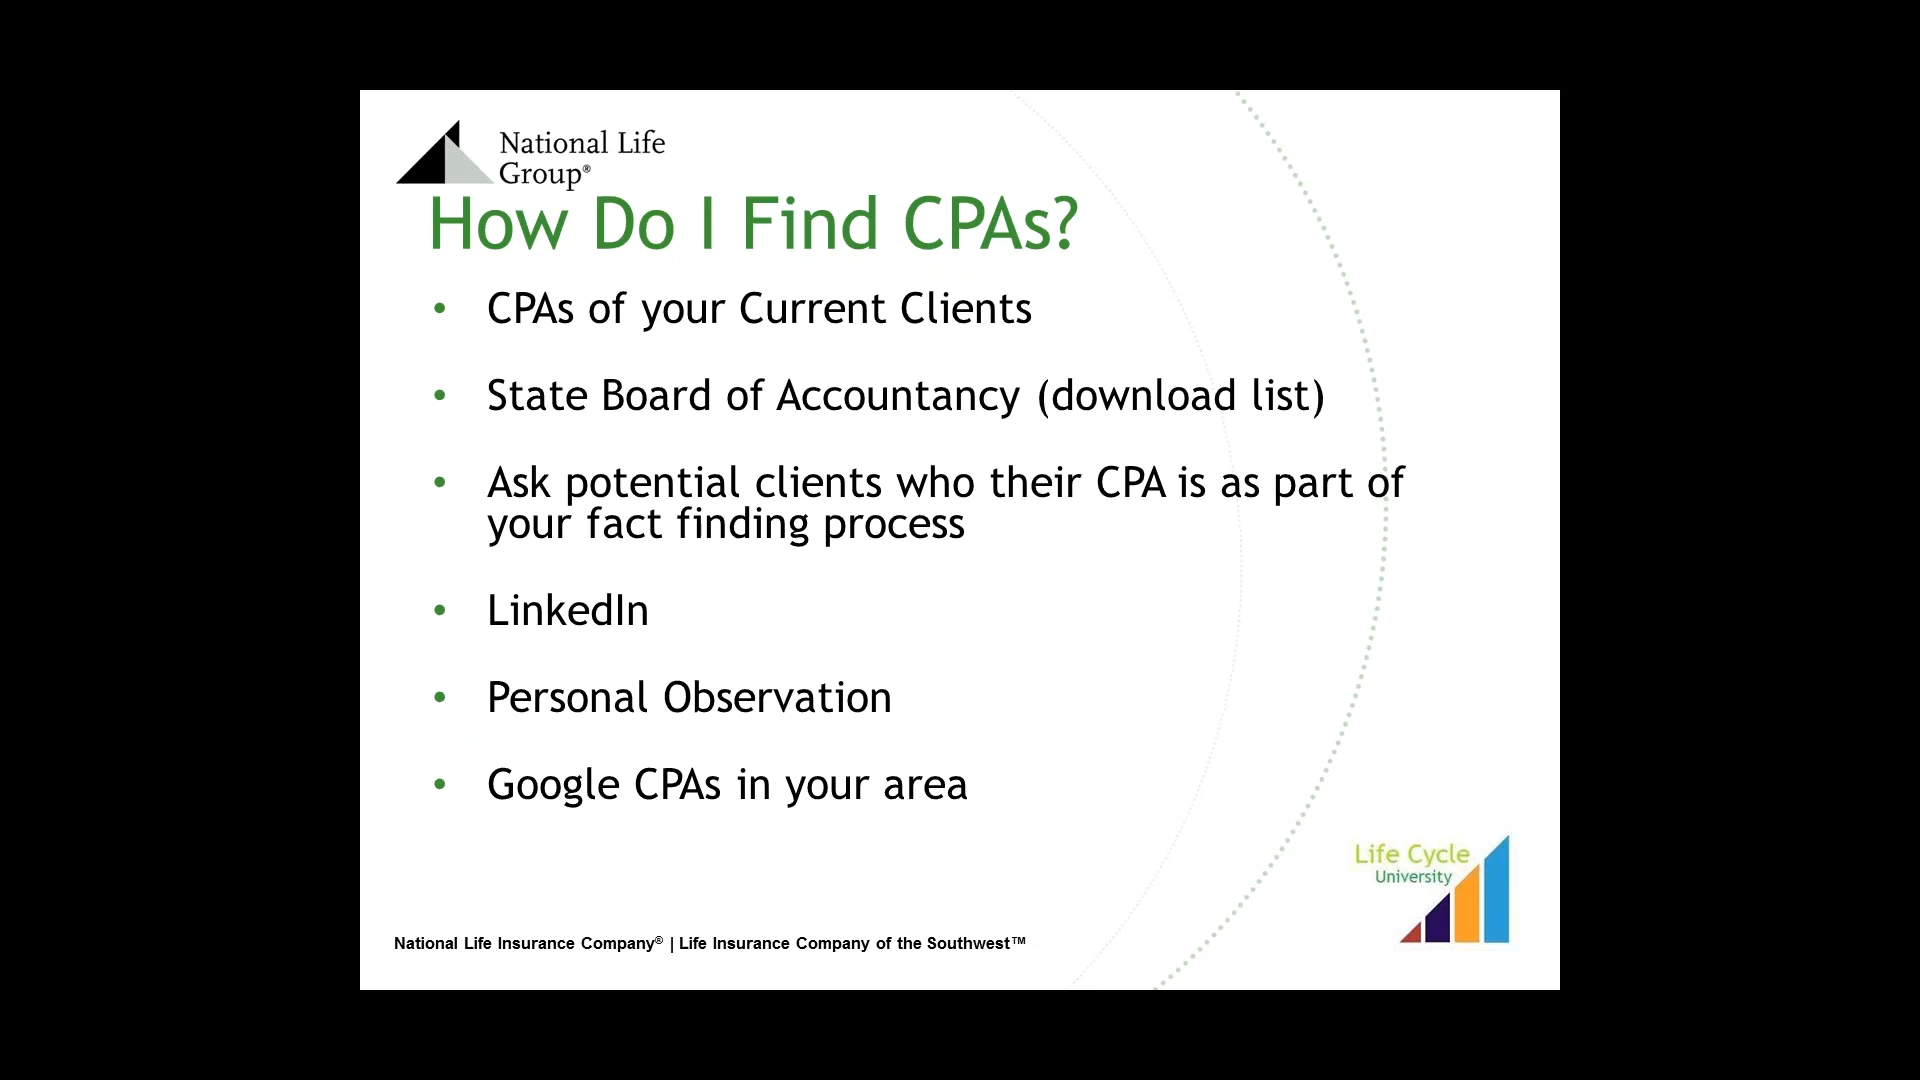 National Life
Group®
How Do I Find CPAs?
• CPAs of your Current Clients
• State Board of Accountancy (download list)
• Ask potential clients who their CPA is as part of
your fact finding process
• LinkedIn
• Personal Observation
• Google CPAs in your area
Life Cycle
University
National Life Insurance Company® | Life Insurance Company of the Southwest™